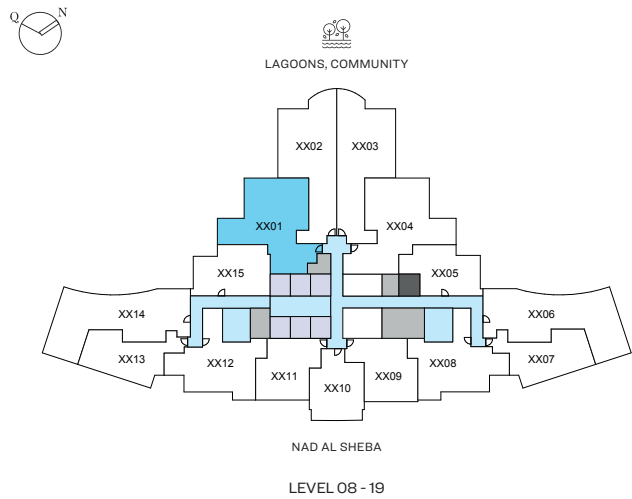 Q N
LAGOONS, COMMUNITY
XX02 XX03
XX01 XX04
XX15 XX05
XX14 XX06
XX13 XX12 XX08 XX07
XX11 XX10 XX09
NAD AL SHEBA
LEVEL 08 - 19